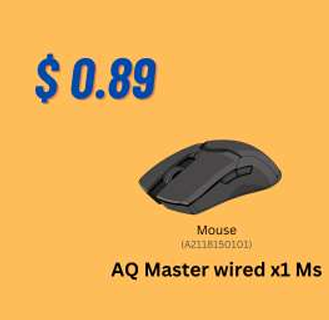 $ 0.89
Mouse
(A2118150101)
AQ Master wired x1 Ms